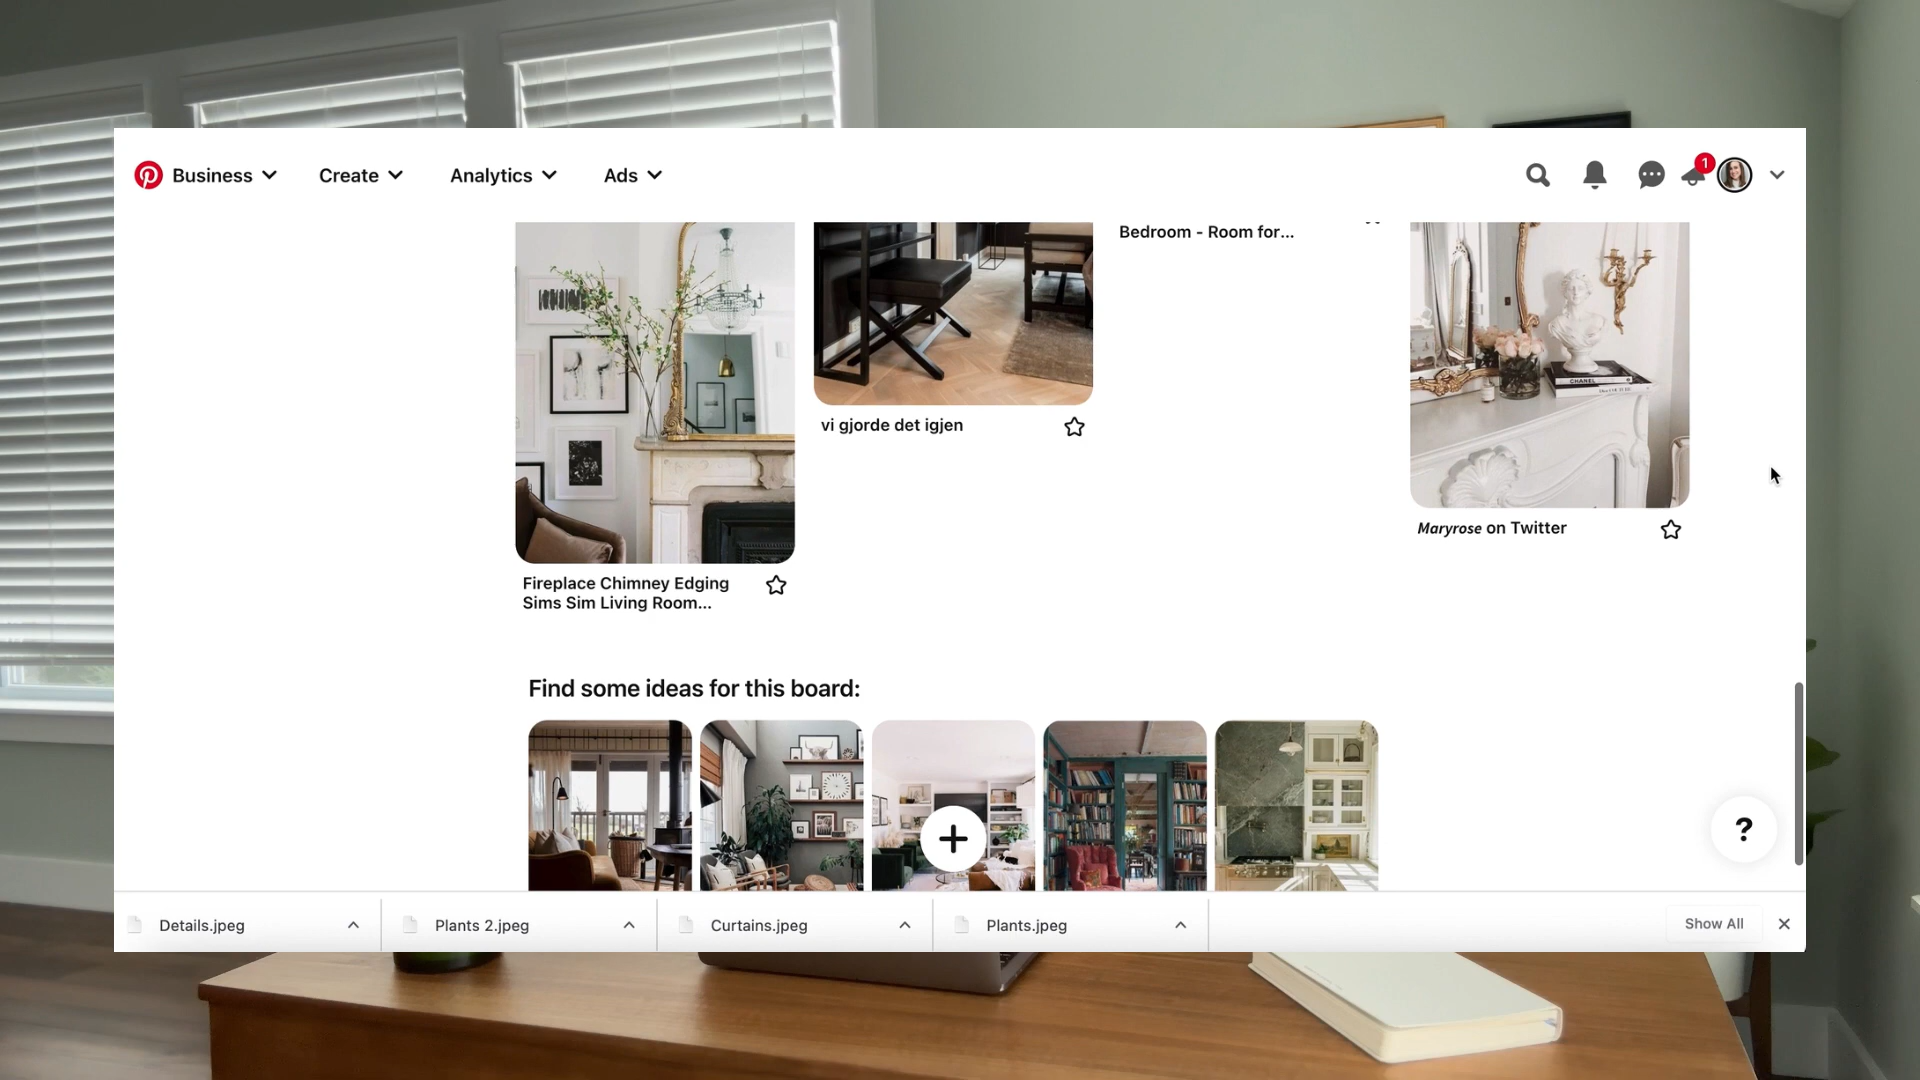 Business
Create
Analytics
Ads
1
Bedroom - Room for...
CHANEL
vi gjorde det igjen
Maryrose on Twitter
Fireplace Chimney Edging
Sims Sim Living Room...
Find some ideas for this board:
?
Details.jpeg
Plants 2.jpeg
Curtains.jpeg
Plants.jpeg
Show All